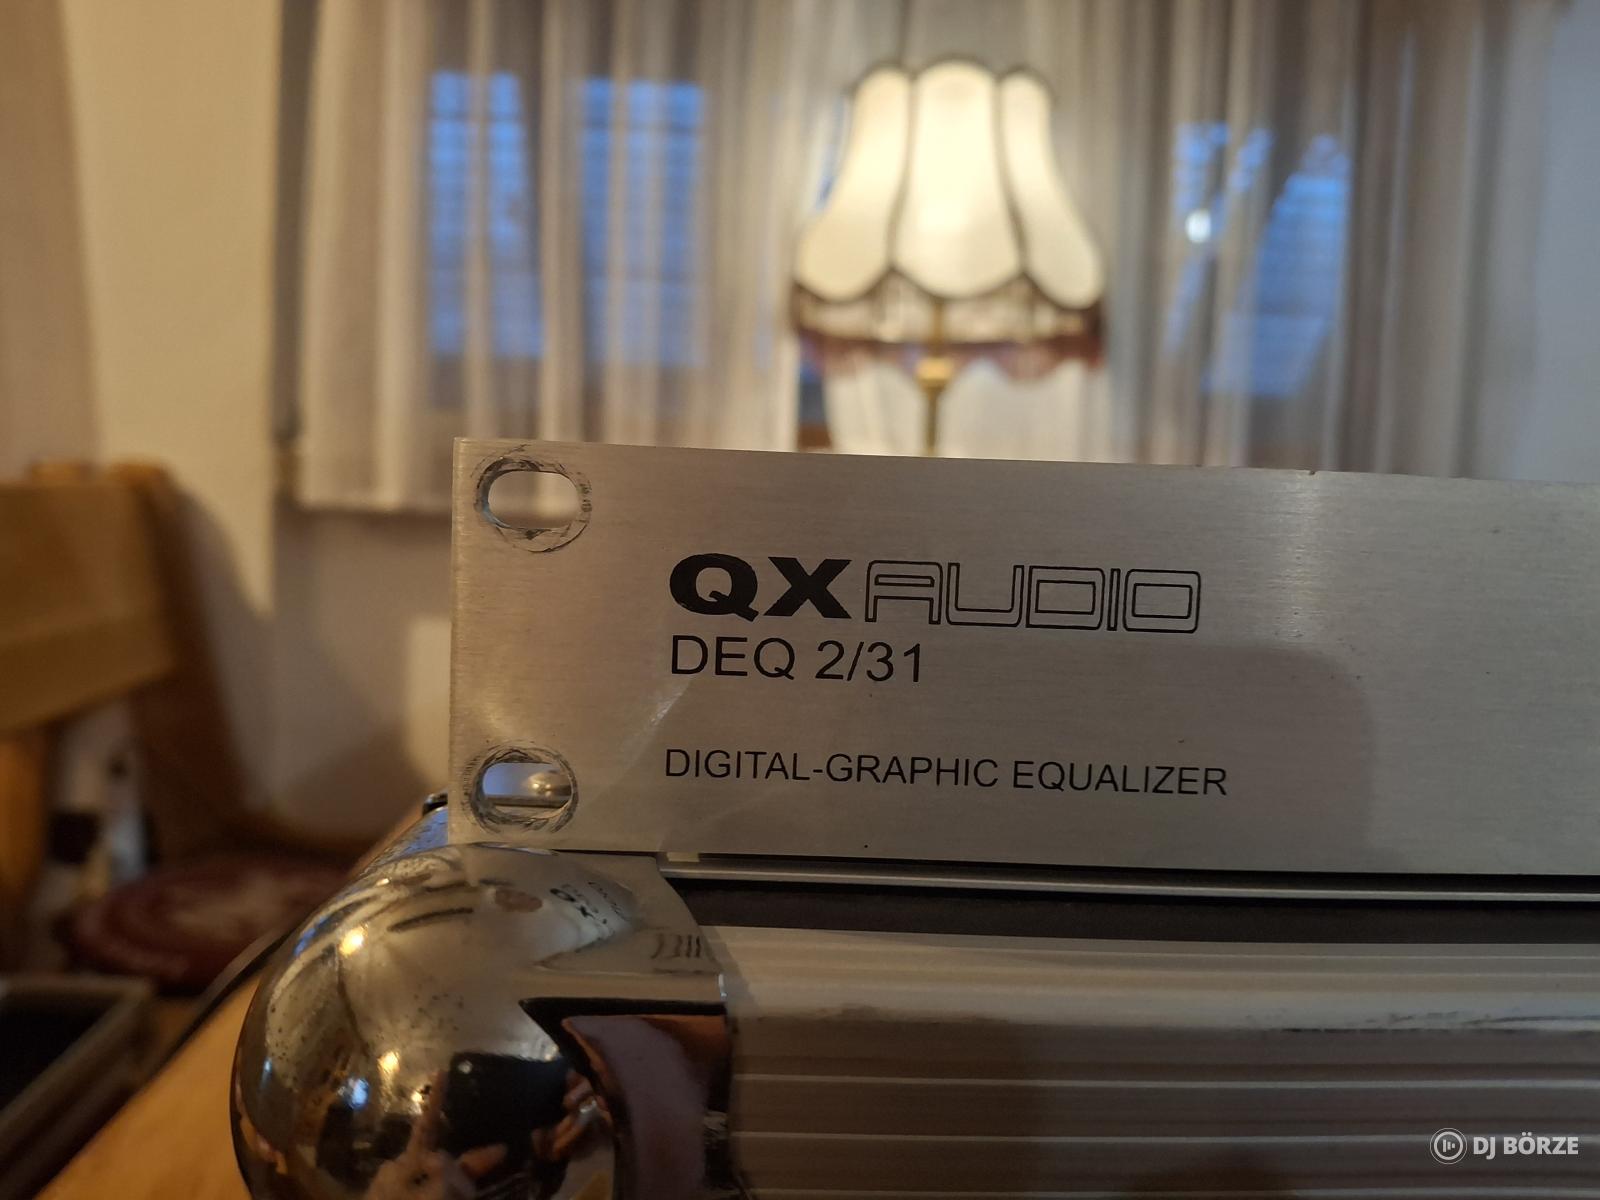 QX AUDIO
DEQ 2/31
DIGITAL-GRAPHIC EQUALIZER
DJ BÖRZE